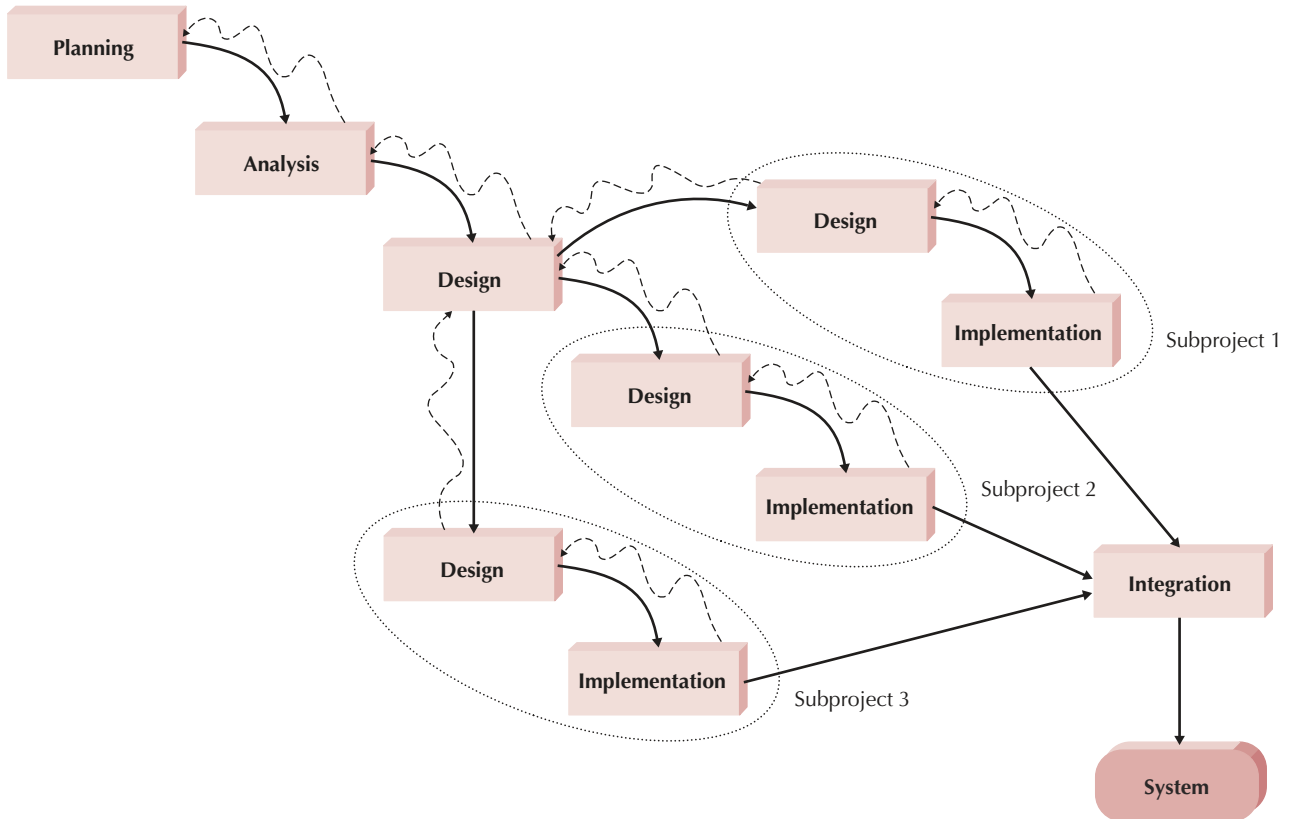 Planning
Analysis
Design
Design
Implementation
Subproject 1
Design
Implementation
Subproject 2
Design
Implementation
Subproject 3
Integration
System